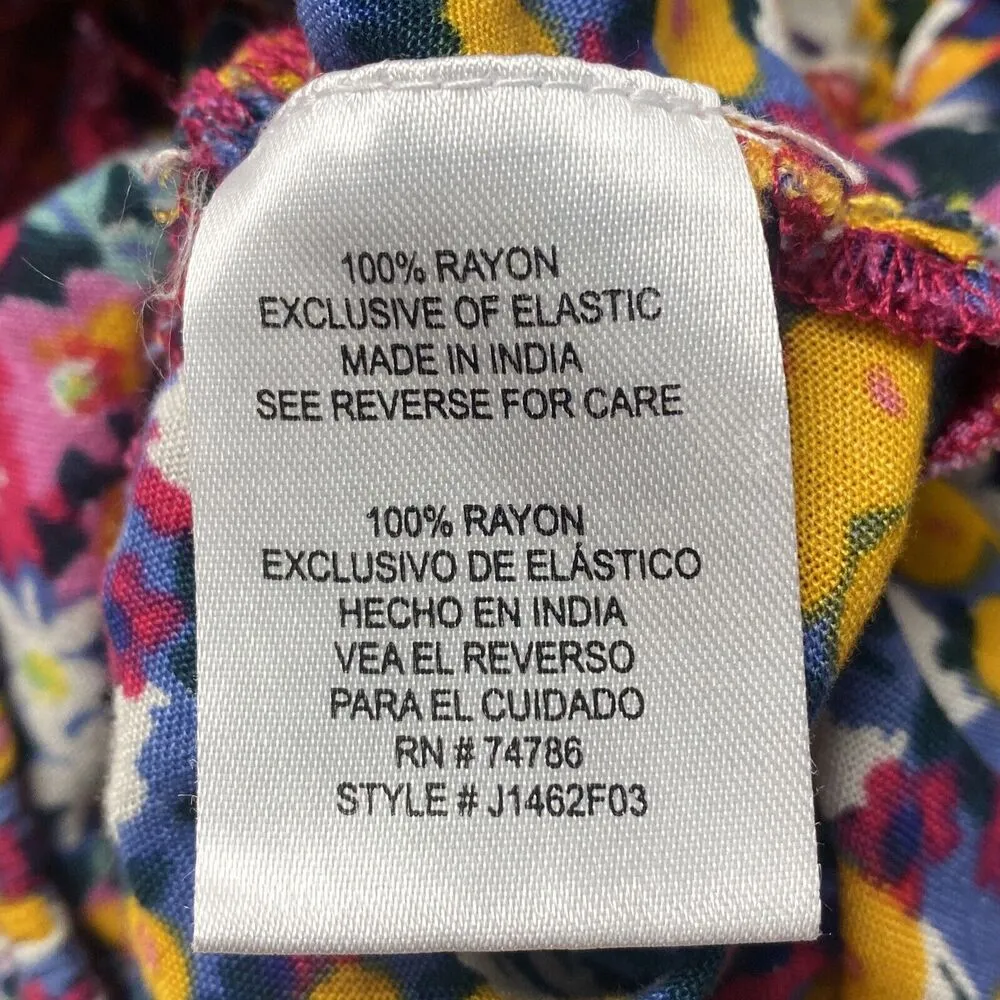 100% RAYON
EXCLUSIVE OF ELASTIC
MADE IN INDIA
SEE REVERSE FOR CARE
100% RAYON
EXCLUSIVO DE ELÁSTICO
HECHO EN INDIA
VEA EL REVERSO
PARA EL CUIDADO
RN # 74786
STYLE # J1462F03